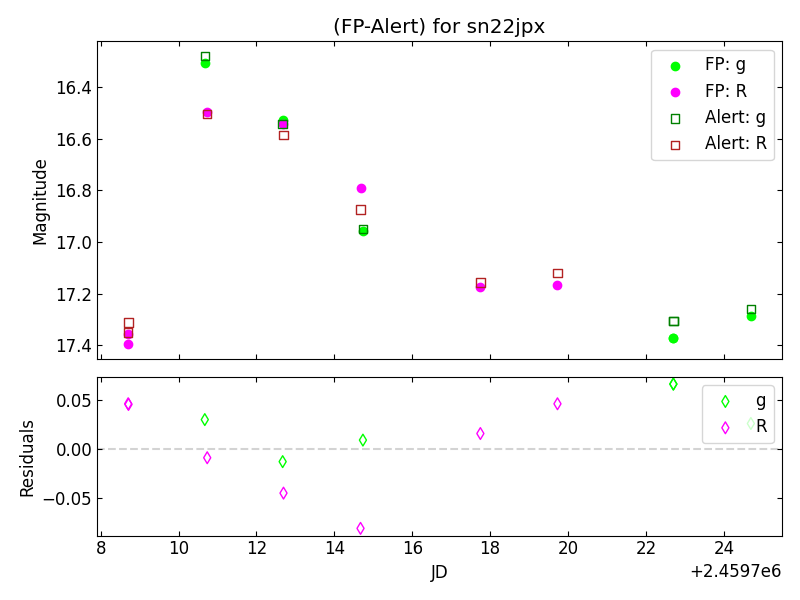 (FP-Alert) for sn22jpx
16.4
16.6
16.8
17.0
17.2
17.4
Magnitude
FP: g
FP: R
Alert: g
Alert: R
0.05
0.00
−0.05
Residuals
g
R
8
10
12
14
16
18
20
22
24
JD
+2.4597e6